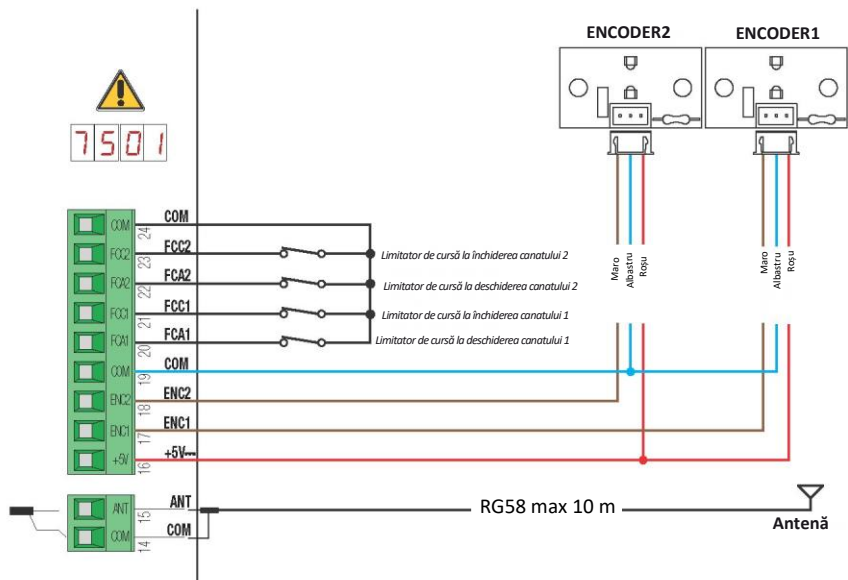 ENCODER2
ENCODER1
7501
COM
COM
24
FCC2
FCC2
23
Limitator de cursă la închiderea canatului 2
FCA2
FCA2
22
Limitator de cursă la deschiderea canatului 2
FCC1
FCC1
21
Limitator de cursă la închiderea canatului 1
FCA1
FCA1
20
Limitator de cursă la deschiderea canatului 1
COM
COM
19
ENC2
ENC2
18
ENC1
ENC1
17
+5V
+5V
16
Maro
Albastru
Roșu
Maro
Albastru
Roșu
ANT
ANT
15
RG58 max 10 m
Antenă
COM
COM
14